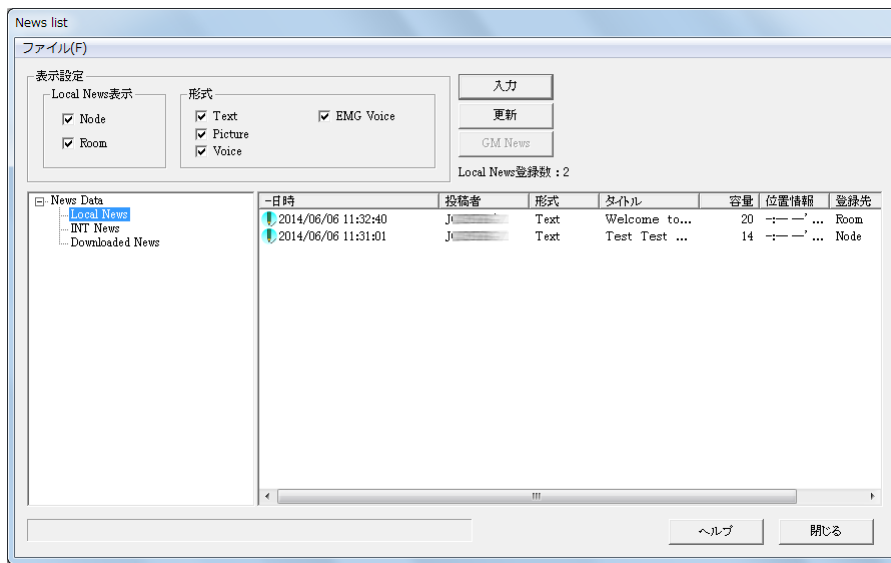 News list
ファイル(F)
表示設定
Local News表示
Node
Room
形式
Text
Picture
Voice
EMG Voice
入力
更新
GM News
Local News登録数：2
News Data
Local News
INT News
Downloaded News
日時 投稿者 形式 タイトル 容量 位置情報 登録先
2014/06/06 11:32:40 Text Welcome to... 20 -:-- --' ... Room
2014/06/06 11:31:01 Text Test Test ... 14 -:-- --' ... Node
ヘルプ
閉じる